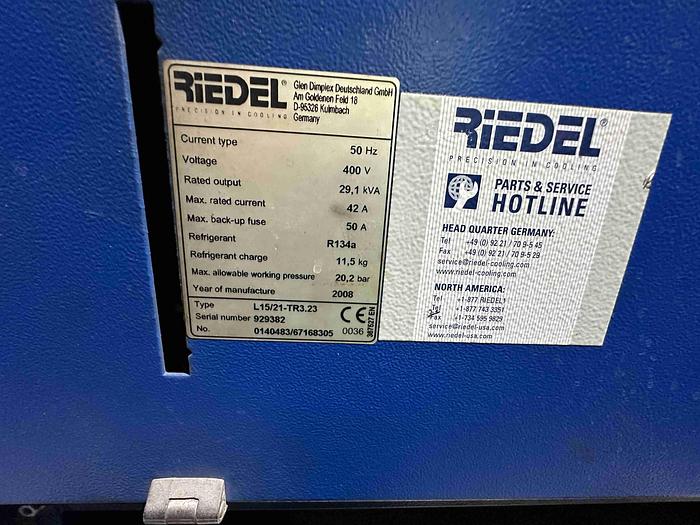 RIEDEL®
PRECISION IN COOLING
Glen Dimplex Deutschland GmbH
Am Goldenen Feld 18
D-95326 Kulmbach
Germany
Current type 50 Hz
Voltage 400 V
Rated output 29,1 kVA
Max. rated current 42 A
Max. back-up fuse 50 A
Refrigerant R134a
Refrigerant charge 11,5 kg
Max. allowable working pressure 20,2 bar
Year of manufacture 2008
Type L15/21-TR3.23
Serial number 929382
No. 0140483/67168305
CE
0036
367527 EN
RIEDEL®
PRECISION IN COOLING
PARTS & SERVICE
HOTLINE
HEAD QUARTER GERMANY:
Tel +49 (0) 92 21 / 70 9-5 45
Fax +49 (0) 92 21 / 70 9-5 29
service@riedel-cooling.com
www.riedel-cooling.com
NORTH AMERICA:
Tel +1-877 RIEDEL1
Tel +1-877 743 3351
Fax +1-734 595 9829
service@riedel-usa.com
www.riedel-usa.com